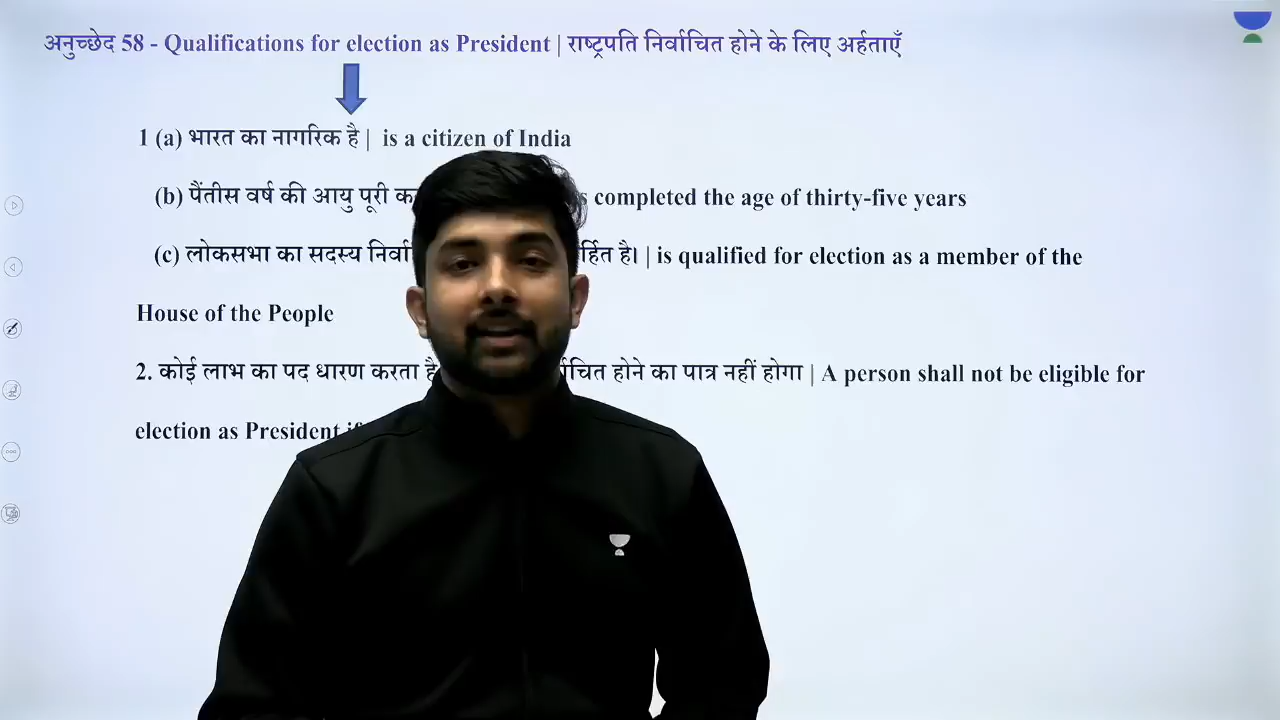 अनुच्छेद 58 - Qualifications for election as President | राष्ट्रपति निर्वाचित होने के लिए अर्हताएँ
1 (a) भारत का नागरिक है | is a citizen of India
(b) पैंतीस वर्ष की आयु पूरी completed the age of thirty-five years
(c) लोकसभा का सदस्य है। | is qualified for election as a member of the
House of the People
2. कोई लाभ का पद धारण करता होने का पात्र नहीं होगा | A person shall not be eligible for
election as President